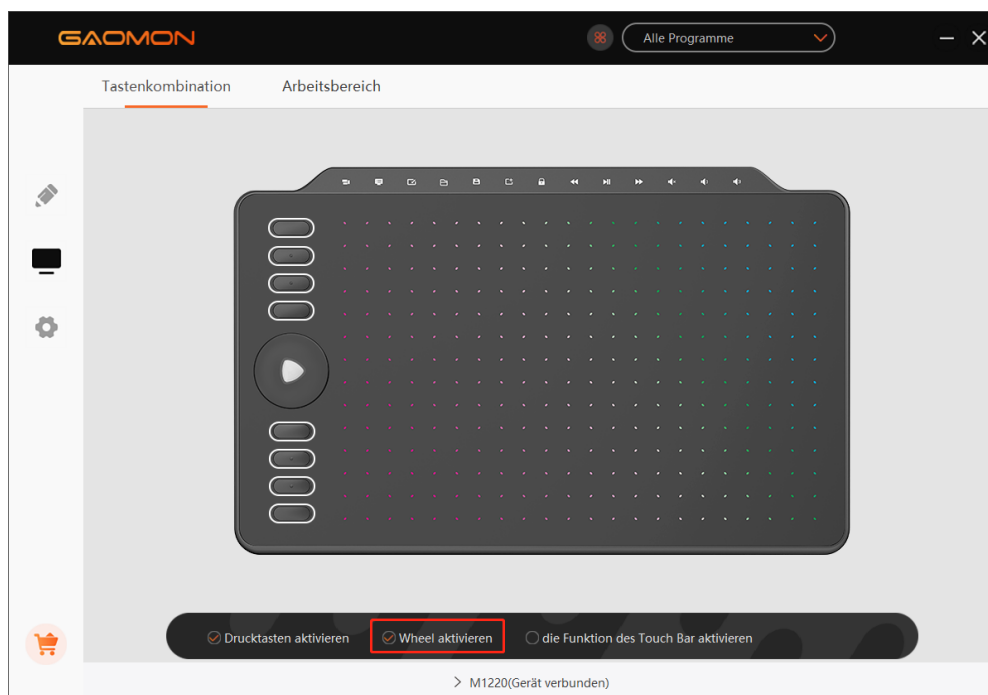 GAOMON
Alle Programme
Tastenkombination Arbeitsbereich
Drucktasten aktivieren Wheel aktivieren die Funktion des Touch Bar aktivieren
M1220(Gerät verbunden)